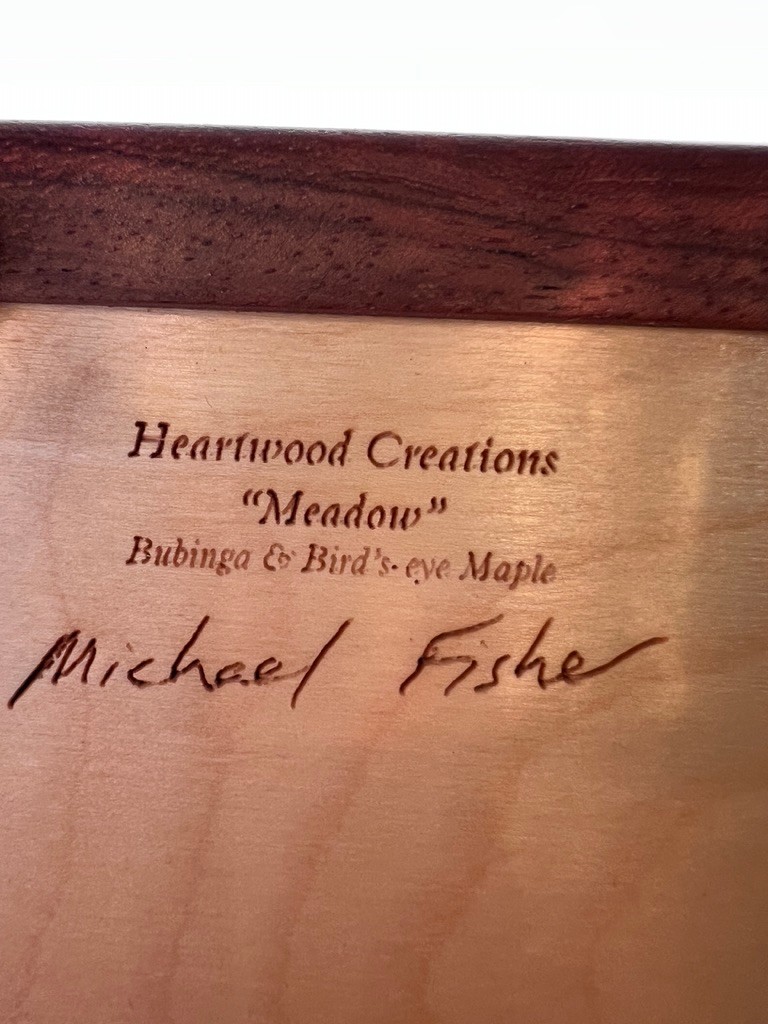 Heartwood Creations
“Meadow”
Bubinga & Bird's-eye Maple
Michael Fisher